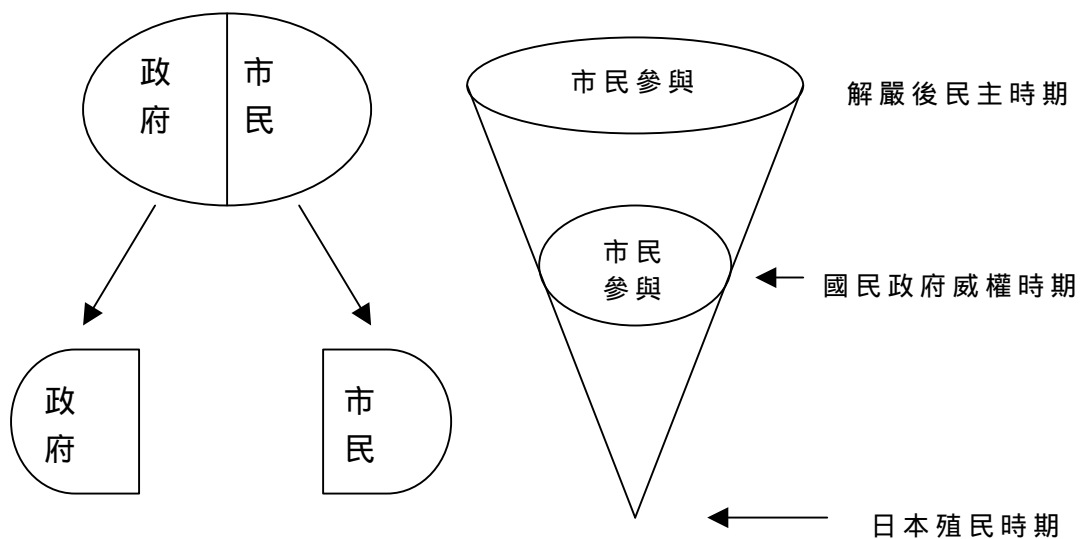 政府
市民
市民參與
解嚴後民主時期
市民
參與
國民政府威權時期
政府
市民
日本殖民時期